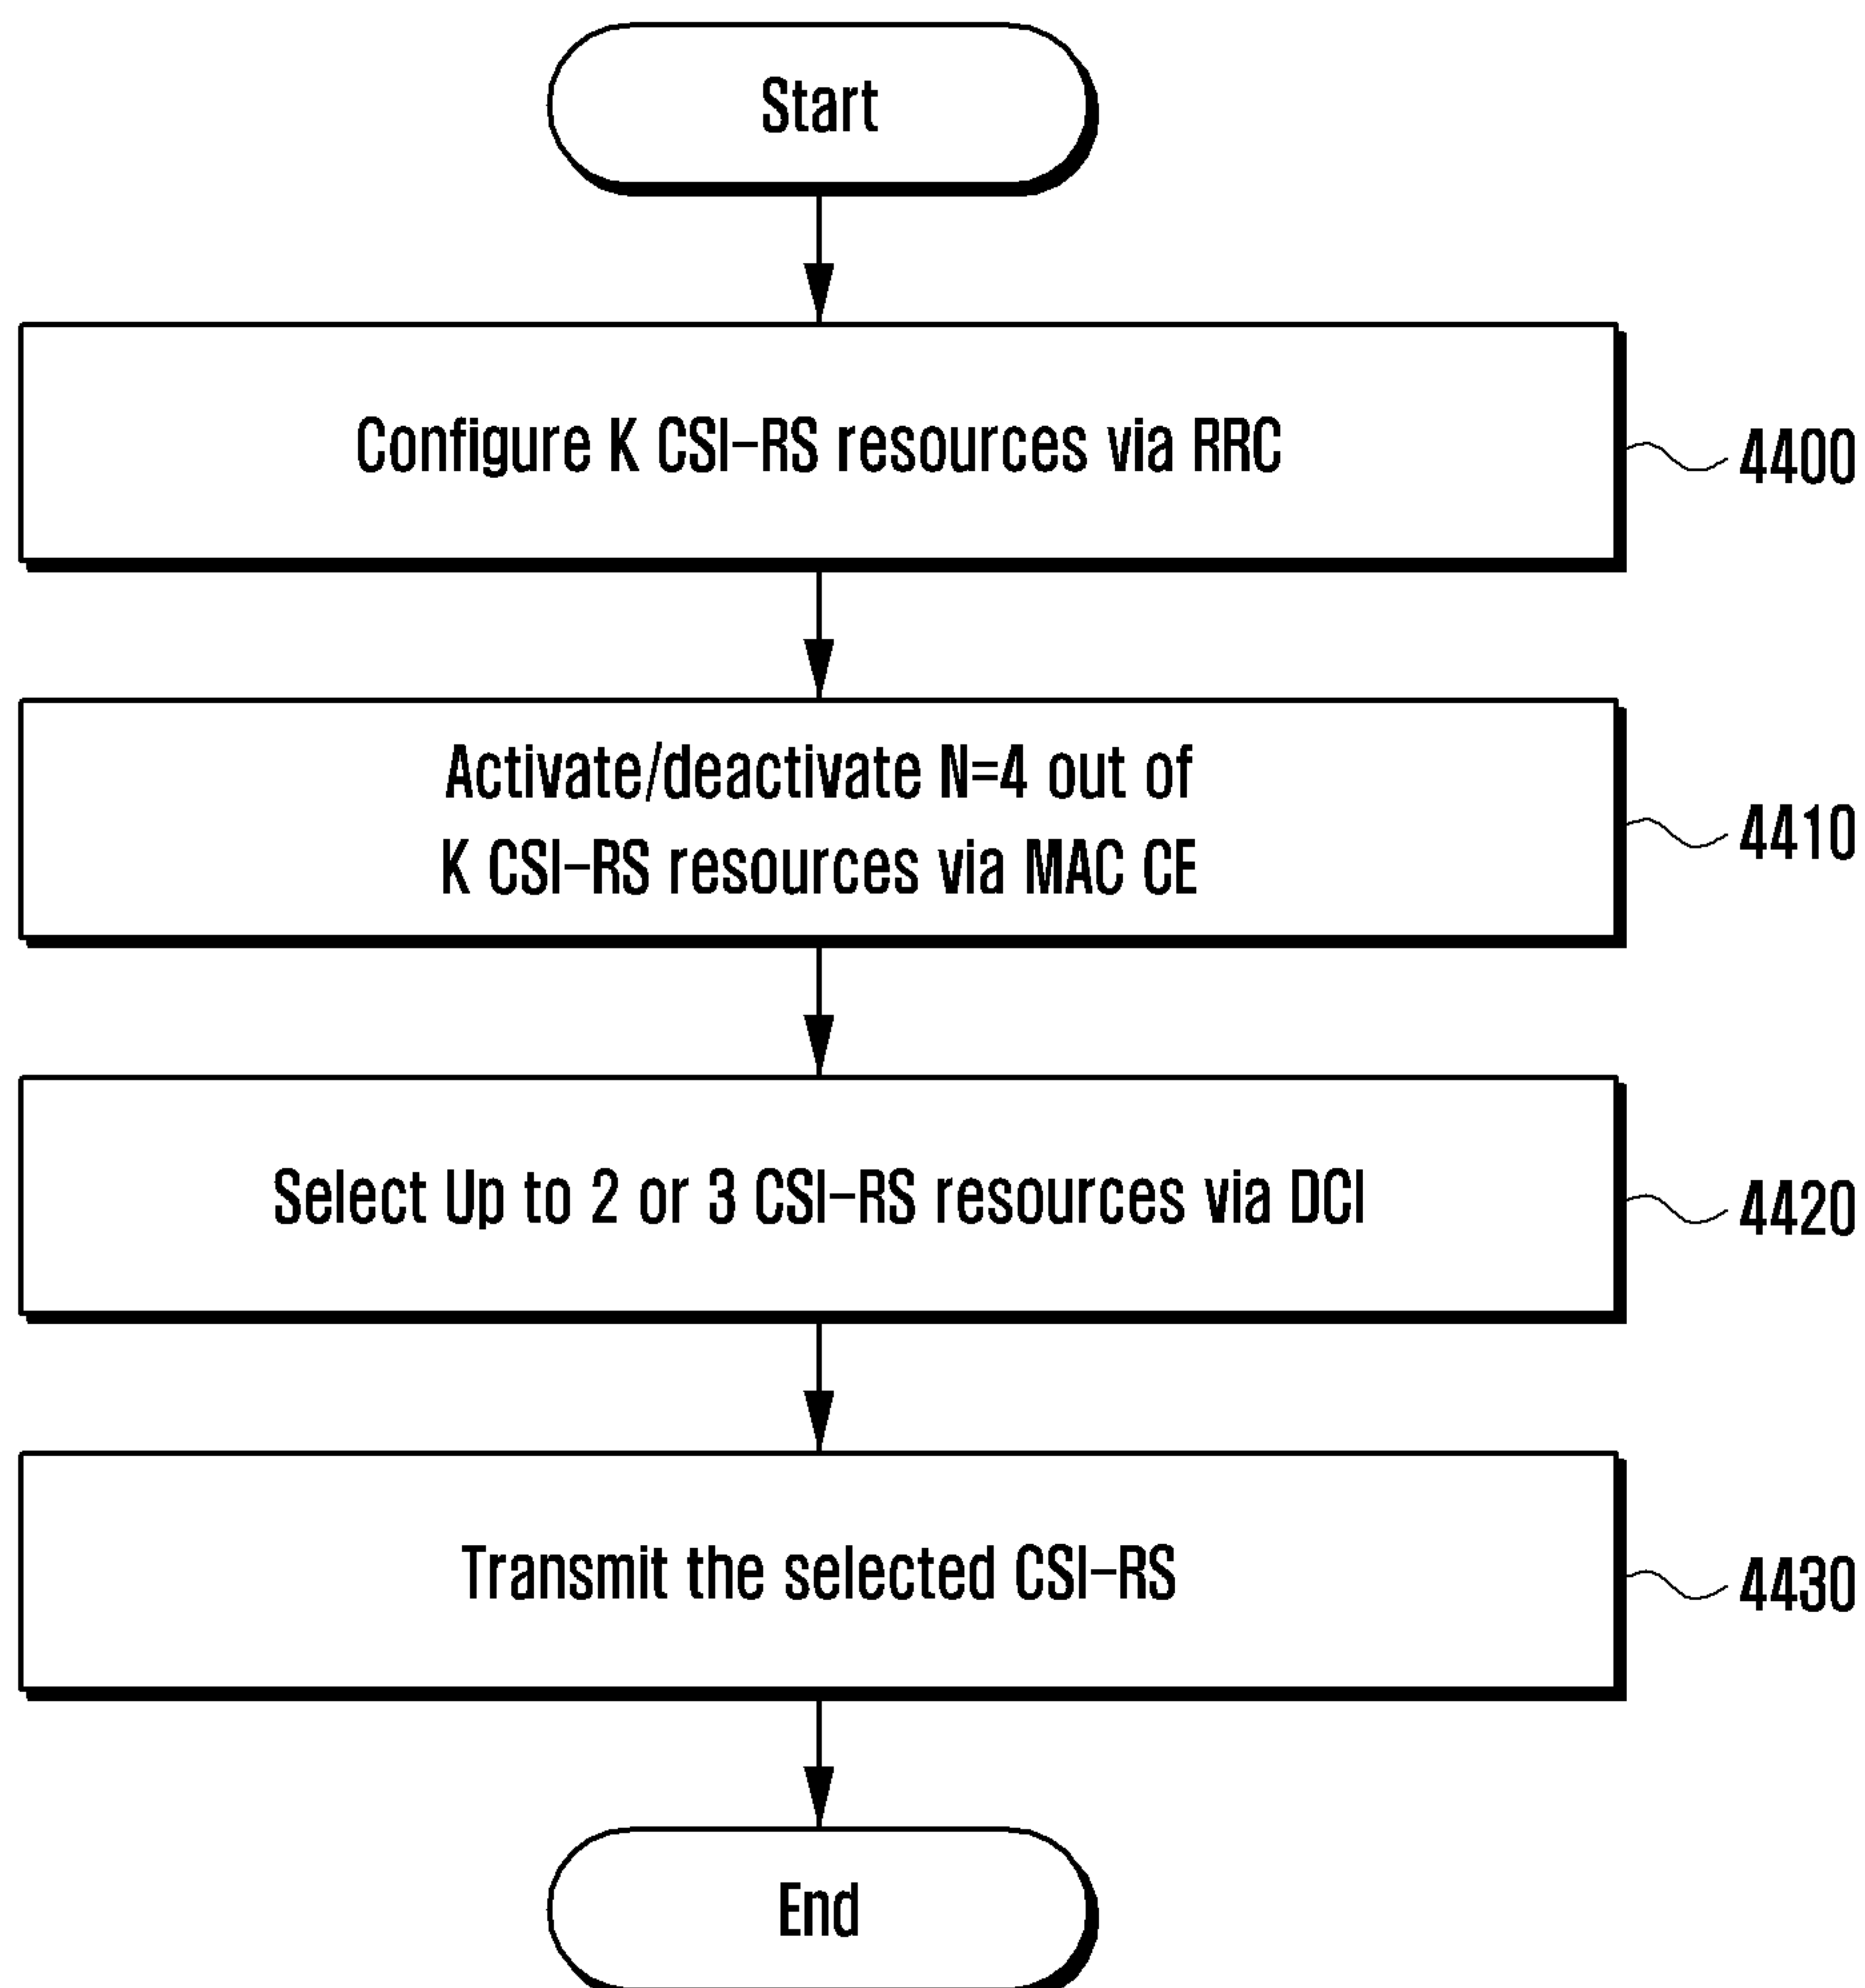 Start
Configure K CSI-RS resources via RRC
4400
Activate/deactivate N=4 out of
K CSI-RS resources via MAC CE
4410
Select Up to 2 or 3 CSI-RS resources via DCI
4420
Transmit the selected CSI-RS
4430
End